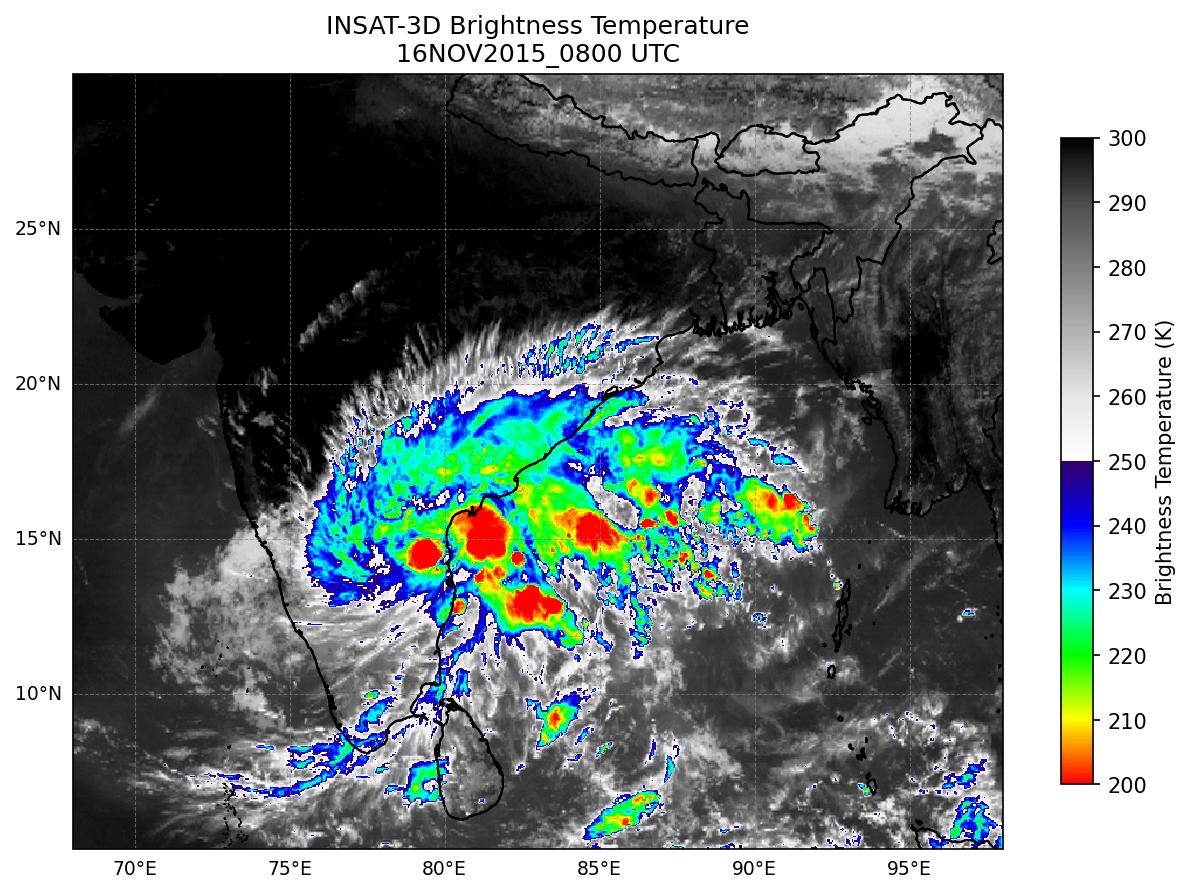 INSAT-3D Brightness Temperature
16NOV2015_0800 UTC
25°N
20°N
15°N
10°N
70°E
75°E
80°E
85°E
90°E
95°E
300
290
280
270
260
250
240
230
220
210
200
Brightness Temperature (K)